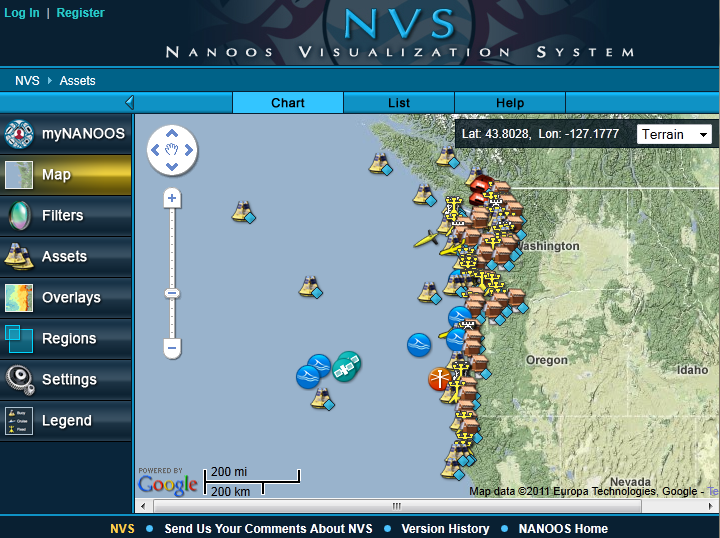 Log In | Register
NVS
NANOOS VISUALIZATION SYSTEM
NVS Assets
Chart List Help
myNANOOS
Map
Filters
Assets
Overlays
Regions
Settings
Legend
Lat: 43.8028, Lon: -127.1777 Terrain
Washington
Oregon
Idaho
Nevada
POWERED BY
Google
200 mi
200 km
Map data ©2011 Europa Technologies, Google - Te
NVS Send Us Your Comments About NVS Version History NANOOS Home